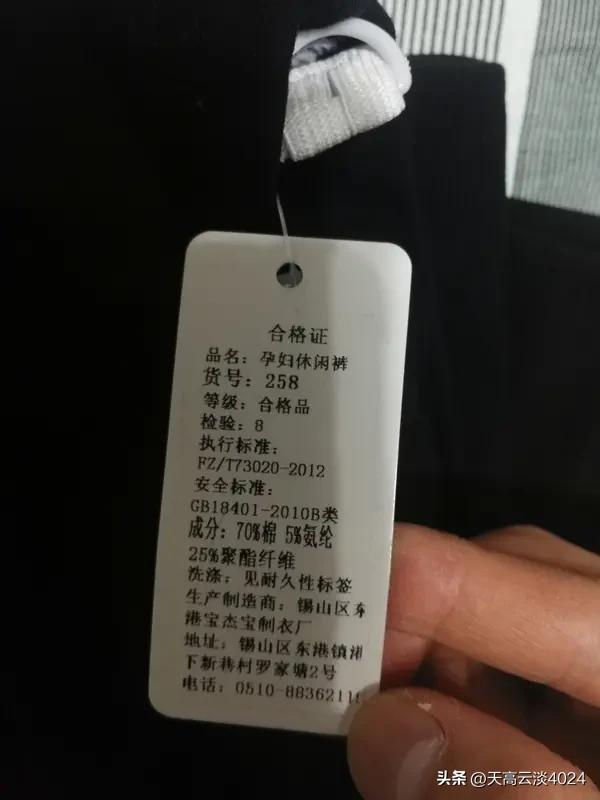 合格证
品名：孕妇休闲裤
货号：258
等级：合格品
检验：8
执行标准：
FZ/T73020-2012
安全标准：
GB18401-2010B类
成分：70%棉 5%氨纶
25%聚酯纤维
洗涤：见耐久性标签
生产制造商：锡山区东
港宝杰宝制衣厂
地址：锡山区东港镇港
下新巷村罗家塘2号
电话：0510-8836211
头条 @天高云淡4024